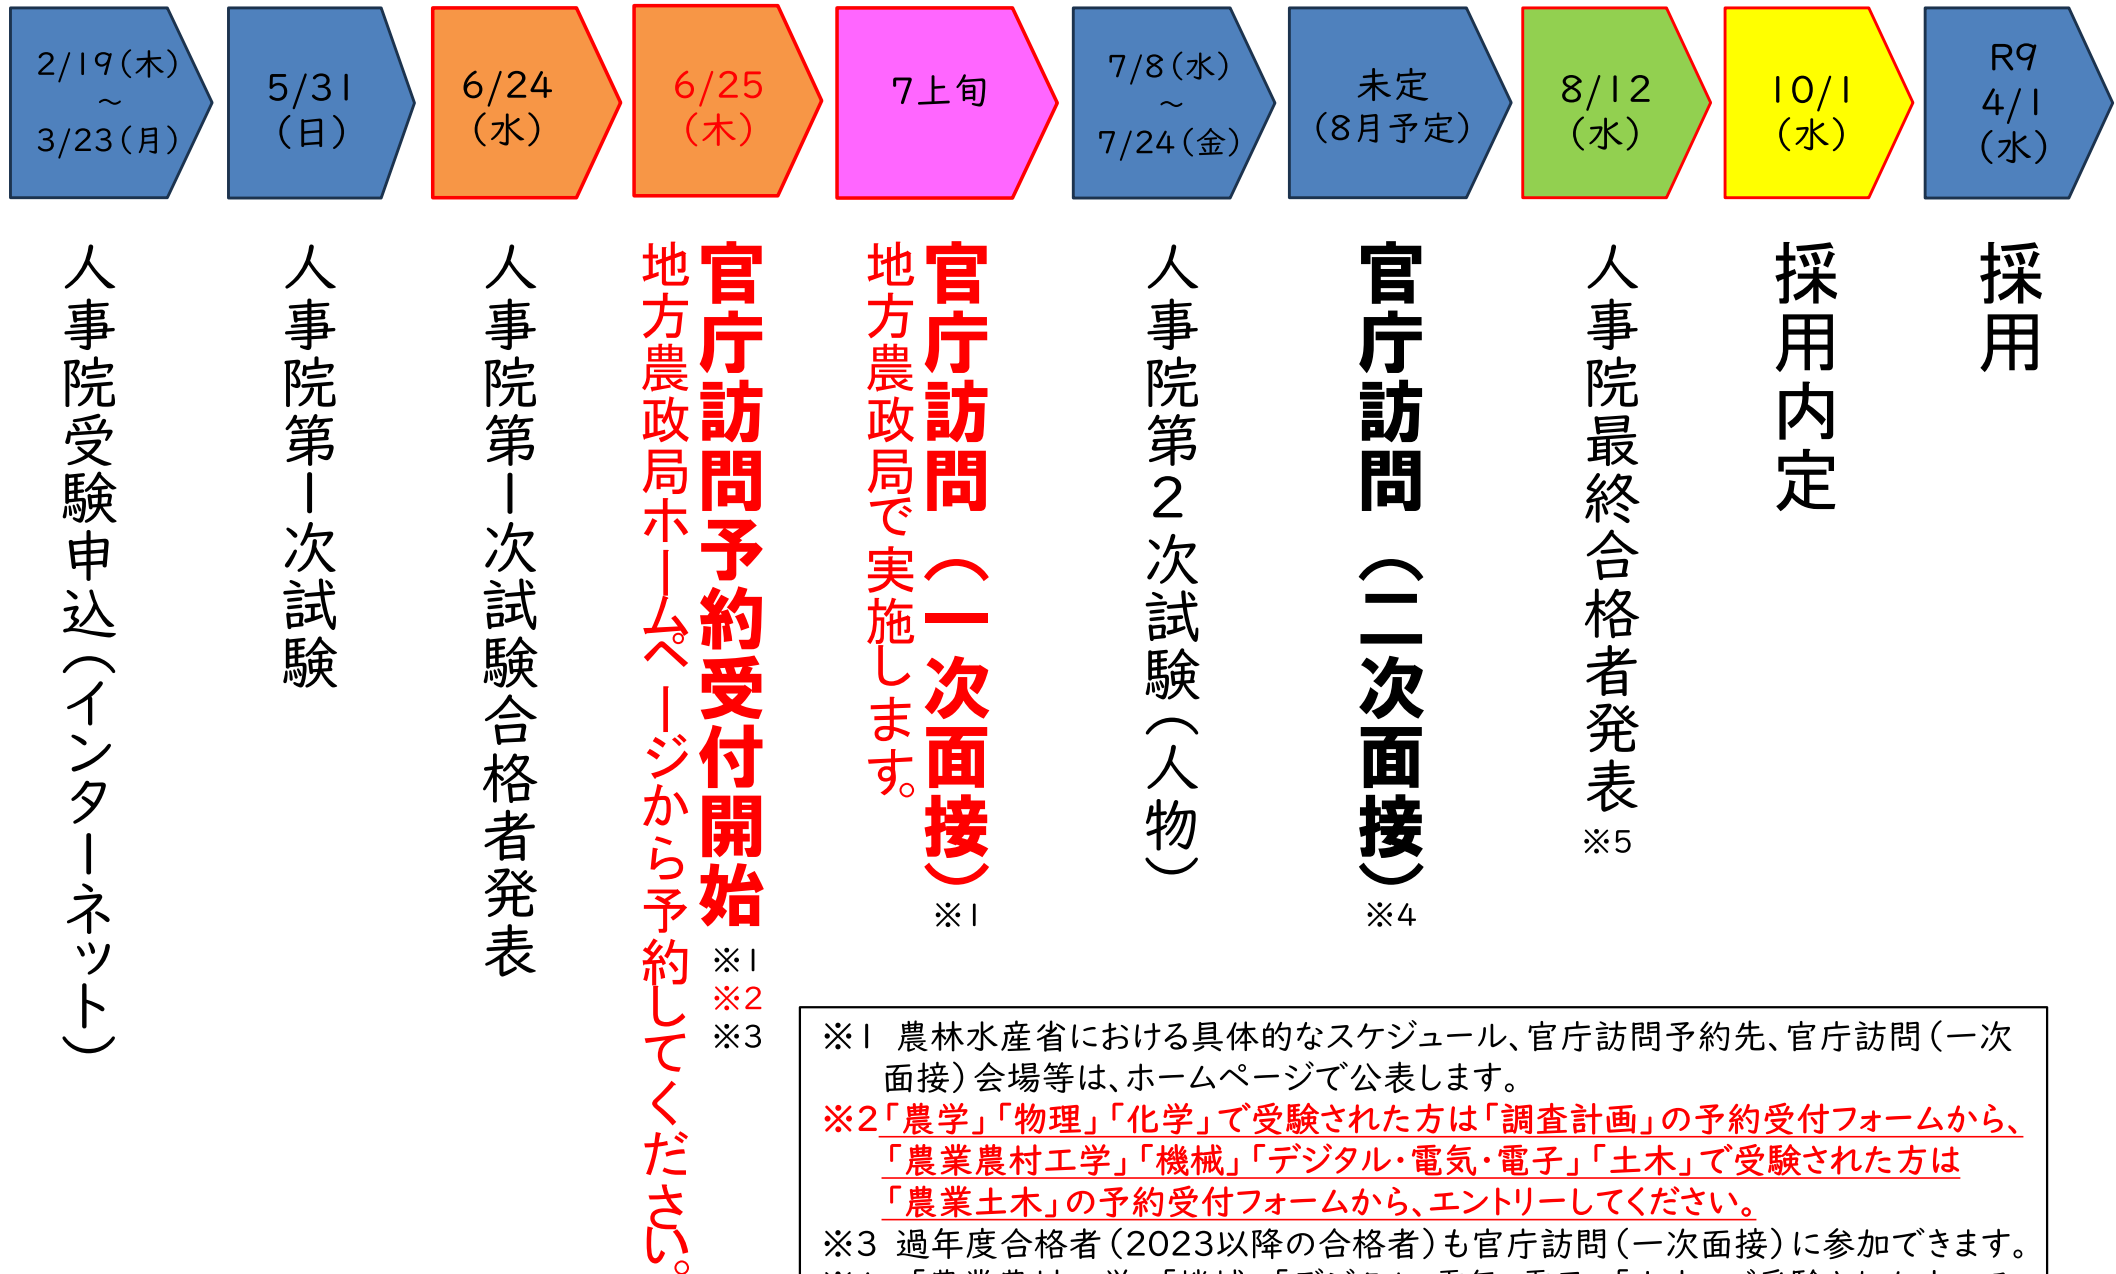 2/19(木)
～
3/23(月)
5/31
(日)
6/24
(水)
6/25
(木)
7上旬
7/8(水)
～
7/24(金)
未定
(8月予定)
8/12
(水)
10/1
(水)
R9
4/1
(水)
人事院受験申込(インターネット)
人事院第1次試験
人事院第1次試験合格者発表
官庁訪問予約受付開始
※1
※2
※3
地方農政局ホームページから予約してください。
官庁訪問(一次面接)
※1
地方農政局で実施します。
人事院第2次試験(人物)
官庁訪問(二次面接)
※4
人事院最終合格者発表
※5
採用内定
採用
※1 農林水産省における具体的なスケジュール、官庁訪問予約先、官庁訪問(一次
面接)会場等は、ホームページで公表します。
※2「農学」「物理」「化学」で受験された方は「調査計画」の予約受付フォームから、
「農業農村工学」「機械」「デジタル・電気・電子」「土木」で受験された方は
「農業土木」の予約受付フォームから、エントリーしてください。
※3 過年度合格者(2023以降の合格者)も官庁訪問(一次面接)に参加できます。